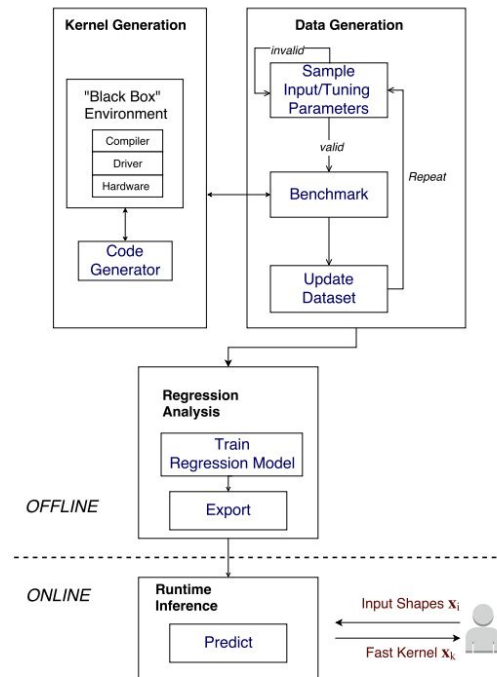 Kernel Generation
"Black Box"
Environment
Compiler
Driver
Hardware
Code
Generator
Data Generation
invalid
Sample
Input/Tuning
Parameters
valid
Repeat
Benchmark
Update
Dataset
Regression
Analysis
Train
Regression Model
Export
OFFLINE
ONLINE
Runtime
Inference
Predict
Input Shapes xᵢ
Fast Kernel xₖ